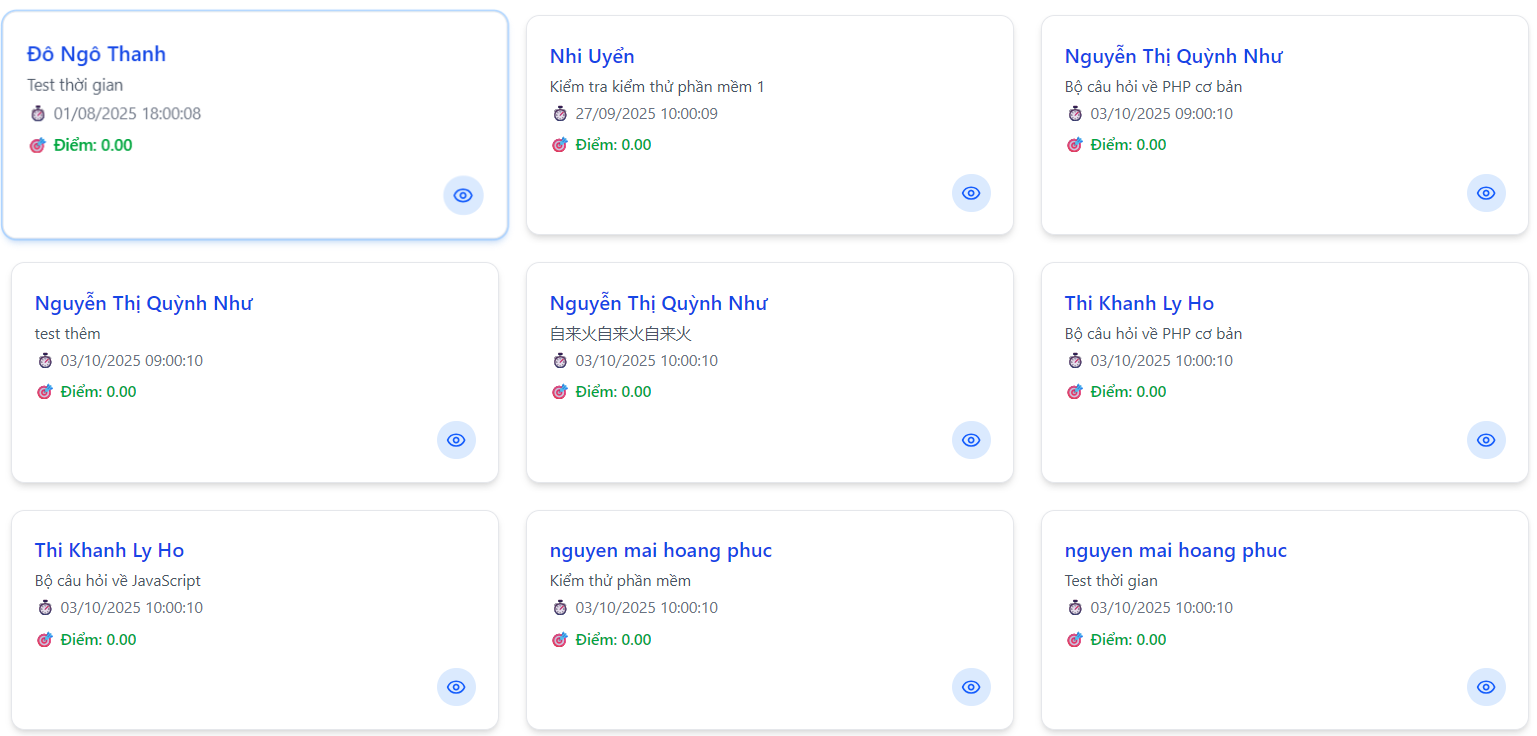 Đô Ngô Thanh
Test thời gian
01/08/2025 18:00:08
Điểm: 0.00
Nhi Uyển
Kiểm tra kiểm thử phần mềm 1
27/09/2025 10:00:09
Điểm: 0.00
Nguyễn Thị Quỳnh Như
Bộ câu hỏi về PHP cơ bản
03/10/2025 09:00:10
Điểm: 0.00
Nguyễn Thị Quỳnh Như
test thêm
03/10/2025 09:00:10
Điểm: 0.00
Nguyễn Thị Quỳnh Như
自来火自来火自来火
03/10/2025 10:00:10
Điểm: 0.00
Thi Khanh Ly Ho
Bộ câu hỏi về PHP cơ bản
03/10/2025 10:00:10
Điểm: 0.00
Thi Khanh Ly Ho
Bộ câu hỏi về JavaScript
03/10/2025 10:00:10
Điểm: 0.00
nguyen mai hoang phuc
Kiểm thử phần mềm
03/10/2025 10:00:10
Điểm: 0.00
nguyen mai hoang phuc
Test thời gian
03/10/2025 10:00:10
Điểm: 0.00